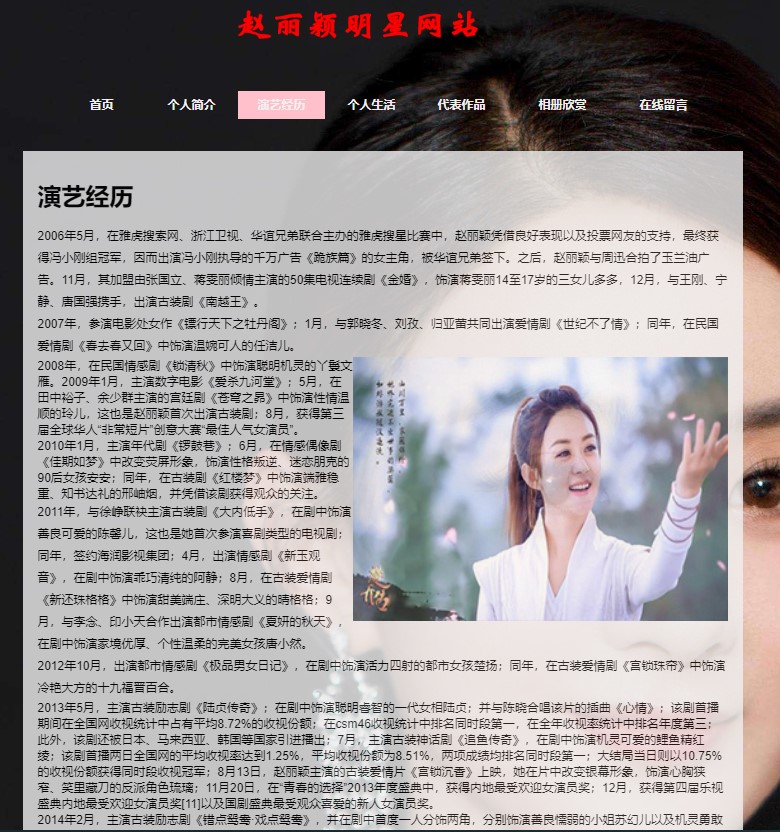 赵丽颖明星网站
首页 个人简介 演艺经历 个人生活 代表作品 相册欣赏 在线留言
演艺经历
2006年5月，在雅虎搜索网、浙江卫视、华谊兄弟联合主办的雅虎搜星比赛中，赵丽颖凭借良好表现以及投票网友的支持，最终获
得冯小刚组冠军，因而出演冯小刚执导的千万广告《跪族篇》的女主角，被华谊兄弟签下。之后，赵丽颖与周迅合拍了玉兰油广
告。11月，其加盟由张国立、蒋雯丽倾情主演的50集电视连续剧《金婚》，饰演蒋雯丽14至17岁的三女儿多多，12月，与王刚、宁
静、唐国强携手，出演古装剧《南越王》。
2007年，参演电影处女作《镖行天下之牡丹阁》；1月，与郭晓冬、刘孜、归亚蕾共同出演爱情剧《世纪不了情》；同年，在民国
爱情剧《春去春又回》中饰演温婉可人的任洁儿。
2008年，在民国情感剧《锁清秋》中饰演聪明机灵的丫鬟文
雁。2009年1月，主演数字电影《爱杀九河堂》；5月，在
田中裕子、余少群主演的宫廷剧《苍穹之昴》中饰演性情温
顺的玲儿，这也是赵丽颖首次出演古装剧；8月，获得第三
届全球华人“非常短片”创意大赛“最佳人气女演员”。
2010年1月，主演年代剧《锣鼓巷》；6月，在情感偶像剧
《佳期如梦》中改变荧屏形象，饰演性格叛逆、迷恋朋克的
90后女孩安安；同年，在古装剧《红楼梦》中饰演端雅稳
重、知书达礼的邢岫烟，并凭借该剧获得观众的关注。
2011年，与徐峥联袂主演古装剧《大内低手》，在剧中饰演
善良可爱的陈馨儿，这也是她首次参演喜剧类型的电视剧；
同年，签约海润影视集团；4月，出演情感剧《新玉观
音》，在剧中饰演乖巧清纯的阿静；8月，在古装爱情剧
《新还珠格格》中饰演甜美端庄、深明大义的晴格格；9
月，与李念、印小天合作出演都市情感剧《夏妍的秋天》，
在剧中饰演家境优厚、个性温柔的完美女孩唐小然。
2012年10月，出演都市情感剧《极品男女日记》，在剧中饰演活力四射的都市女孩楚扬；同年，在古装爱情剧《宫锁珠帘》中饰演
冷艳大方的十九福晋百合。
2013年5月，主演古装励志剧《陆贞传奇》；在剧中饰演聪明睿智的一代女相陆贞；并与陈晓合唱该片的插曲《心情》；该剧首播
期间在全国网收视统计中占有平均8.72%的收视份额；在csm46收视统计中排名同时段第一，在全年收视率统计中排名年度第三；
此外，该剧还被日本、马来西亚、韩国等国家引进播出；7月，主演古装神话剧《追鱼传奇》，在剧中饰演机灵可爱的鲤鱼精红
绫；该剧首播两日全国网的平均收视率达到1.25%，平均收视份额为8.51%，两项成绩均排名同时段第一；大结局当日则以10.75%
的收视份额获得同时段收视冠军；8月13日，赵丽颖主演的古装爱情片《宫锁沉香》上映，她在片中改变银幕形象，饰演心胸狭
窄、笑里藏刀的反派角色琉璃；11月20日，在“青春的选择”2013年度盛典中，获得内地最受欢迎女演员奖；12月，获得第四届乐视
盛典内地最受欢迎女演员奖[11]以及国剧盛典最受观众喜爱的新人女演员奖。
2014年2月，主演古装励志剧《错点鸳鸯·戏点鸳鸯》，并在剧中首度一人分饰两角，分别饰演善良懦弱的小姐苏幻儿以及机灵勇敢